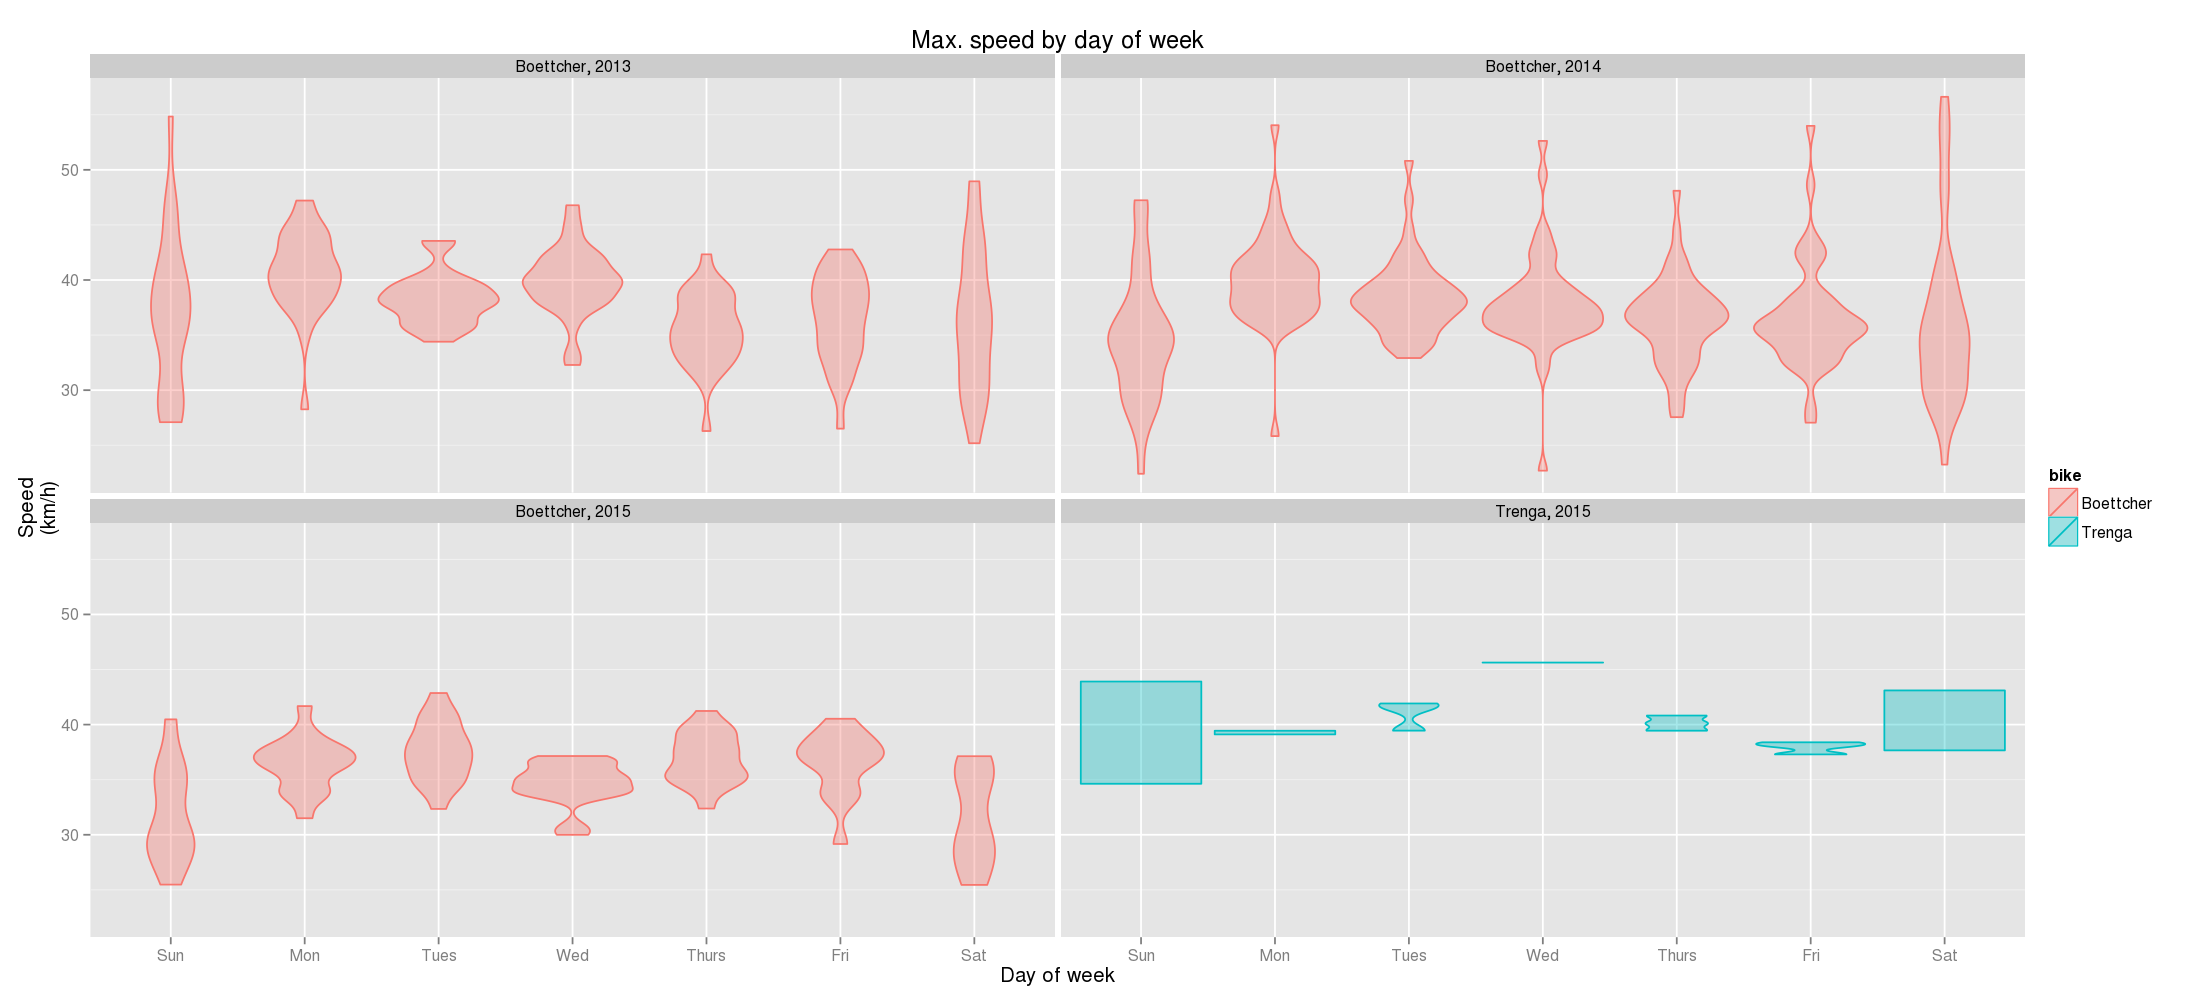 Max. speed by day of week
Boettcher, 2013
Boettcher, 2014
50
40
30
Boettcher, 2015
Trenga, 2015
50
40
30
Speed
(km/h)
Sun Mon Tues Wed Thurs Fri Sat
Sun Mon Tues Wed Thurs Fri Sat
Day of week
bike
Boettcher
Trenga